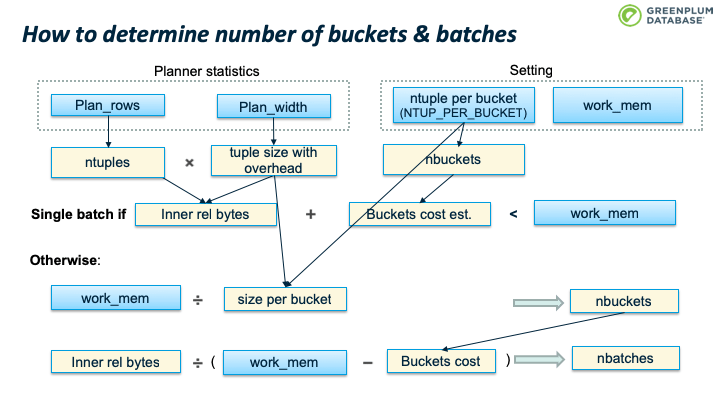 GREENPLUM
DATABASE
How to determine number of buckets & batches
Planner statistics
Setting
Plan_rows
Plan_width
ntuple per bucket
(NTUP_PER_BUCKET)
work_mem
ntuples
×
tuple size with
overhead
nbuckets
Single batch if
Inner rel bytes
+
Buckets cost est.
<
work_mem
Otherwise:
work_mem
÷
size per bucket
nbuckets
Inner rel bytes
÷
(
work_mem
−
Buckets cost
)
nbatches